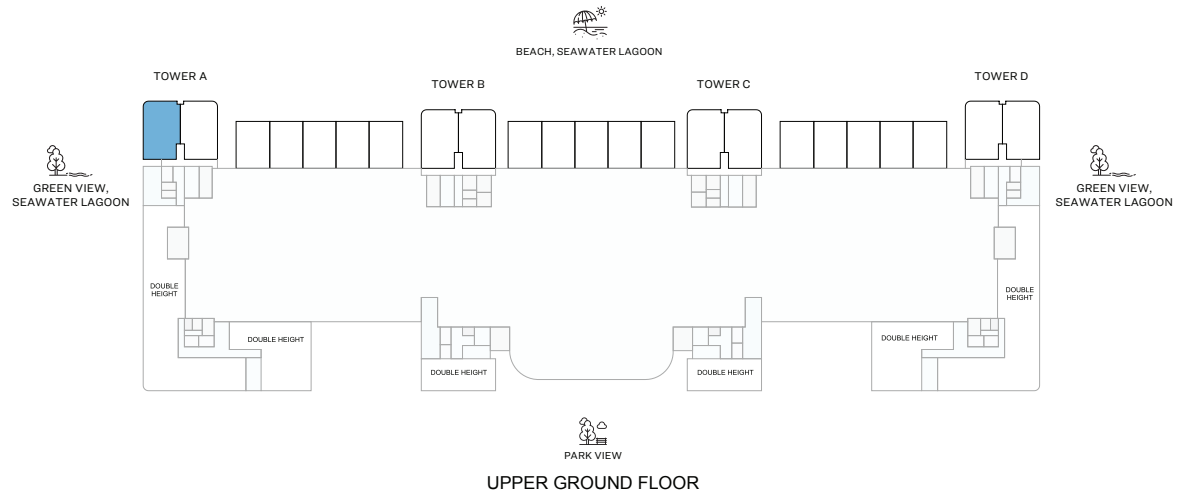 BEACH, SEAWATER LAGOON
TOWER A
TOWER B
TOWER C
TOWER D
GREEN VIEW,
SEAWATER LAGOON
GREEN VIEW,
SEAWATER LAGOON
DOUBLE
HEIGHT
DOUBLE
HEIGHT
DOUBLE HEIGHT
DOUBLE HEIGHT
DOUBLE HEIGHT
DOUBLE HEIGHT
PARK VIEW
UPPER GROUND FLOOR